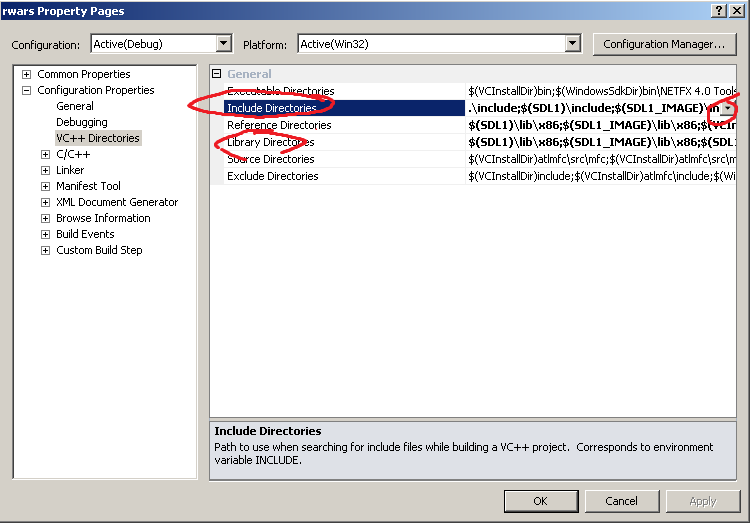 rwars Property Pages
Configuration: Active(Debug) Platform: Active(Win32) Configuration Manager...
Common Properties
Configuration Properties
General
Debugging
VC++ Directories
C/C++
Linker
Manifest Tool
XML Document Generator
Browse Information
Build Events
Custom Build Step
General
Executable Directories $(VCInstallDir)bin;$(WindowsSdkDir)bin\NETFX 4.0 Tools
Include Directories .\include;$(SDL1)\include;$(SDL1_IMAGE)\in
Reference Directories $(SDL1)\lib\x86;$(SDL1_IMAGE)\lib\x86;$(VCIn
Library Directories $(SDL1)\lib\x86;$(SDL1_IMAGE)\lib\x86;$(SDL
Source Directories $(VCInstallDir)atlmfc\src\mfc;$(VCInstallDir)atlmfc\src\m
Exclude Directories $(VCInstallDir)include;$(VCInstallDir)atlmfc\include;$(Wi
Include Directories
Path to use when searching for include files while building a VC++ project. Corresponds to environment
variable INCLUDE.
OK Cancel Apply